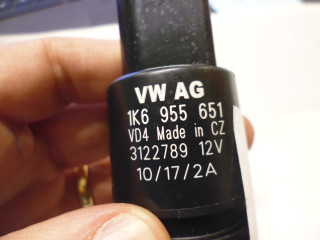 VW AG
1K6 955 651
VD4 Made in CZ
3122789 12V
10/17/2A